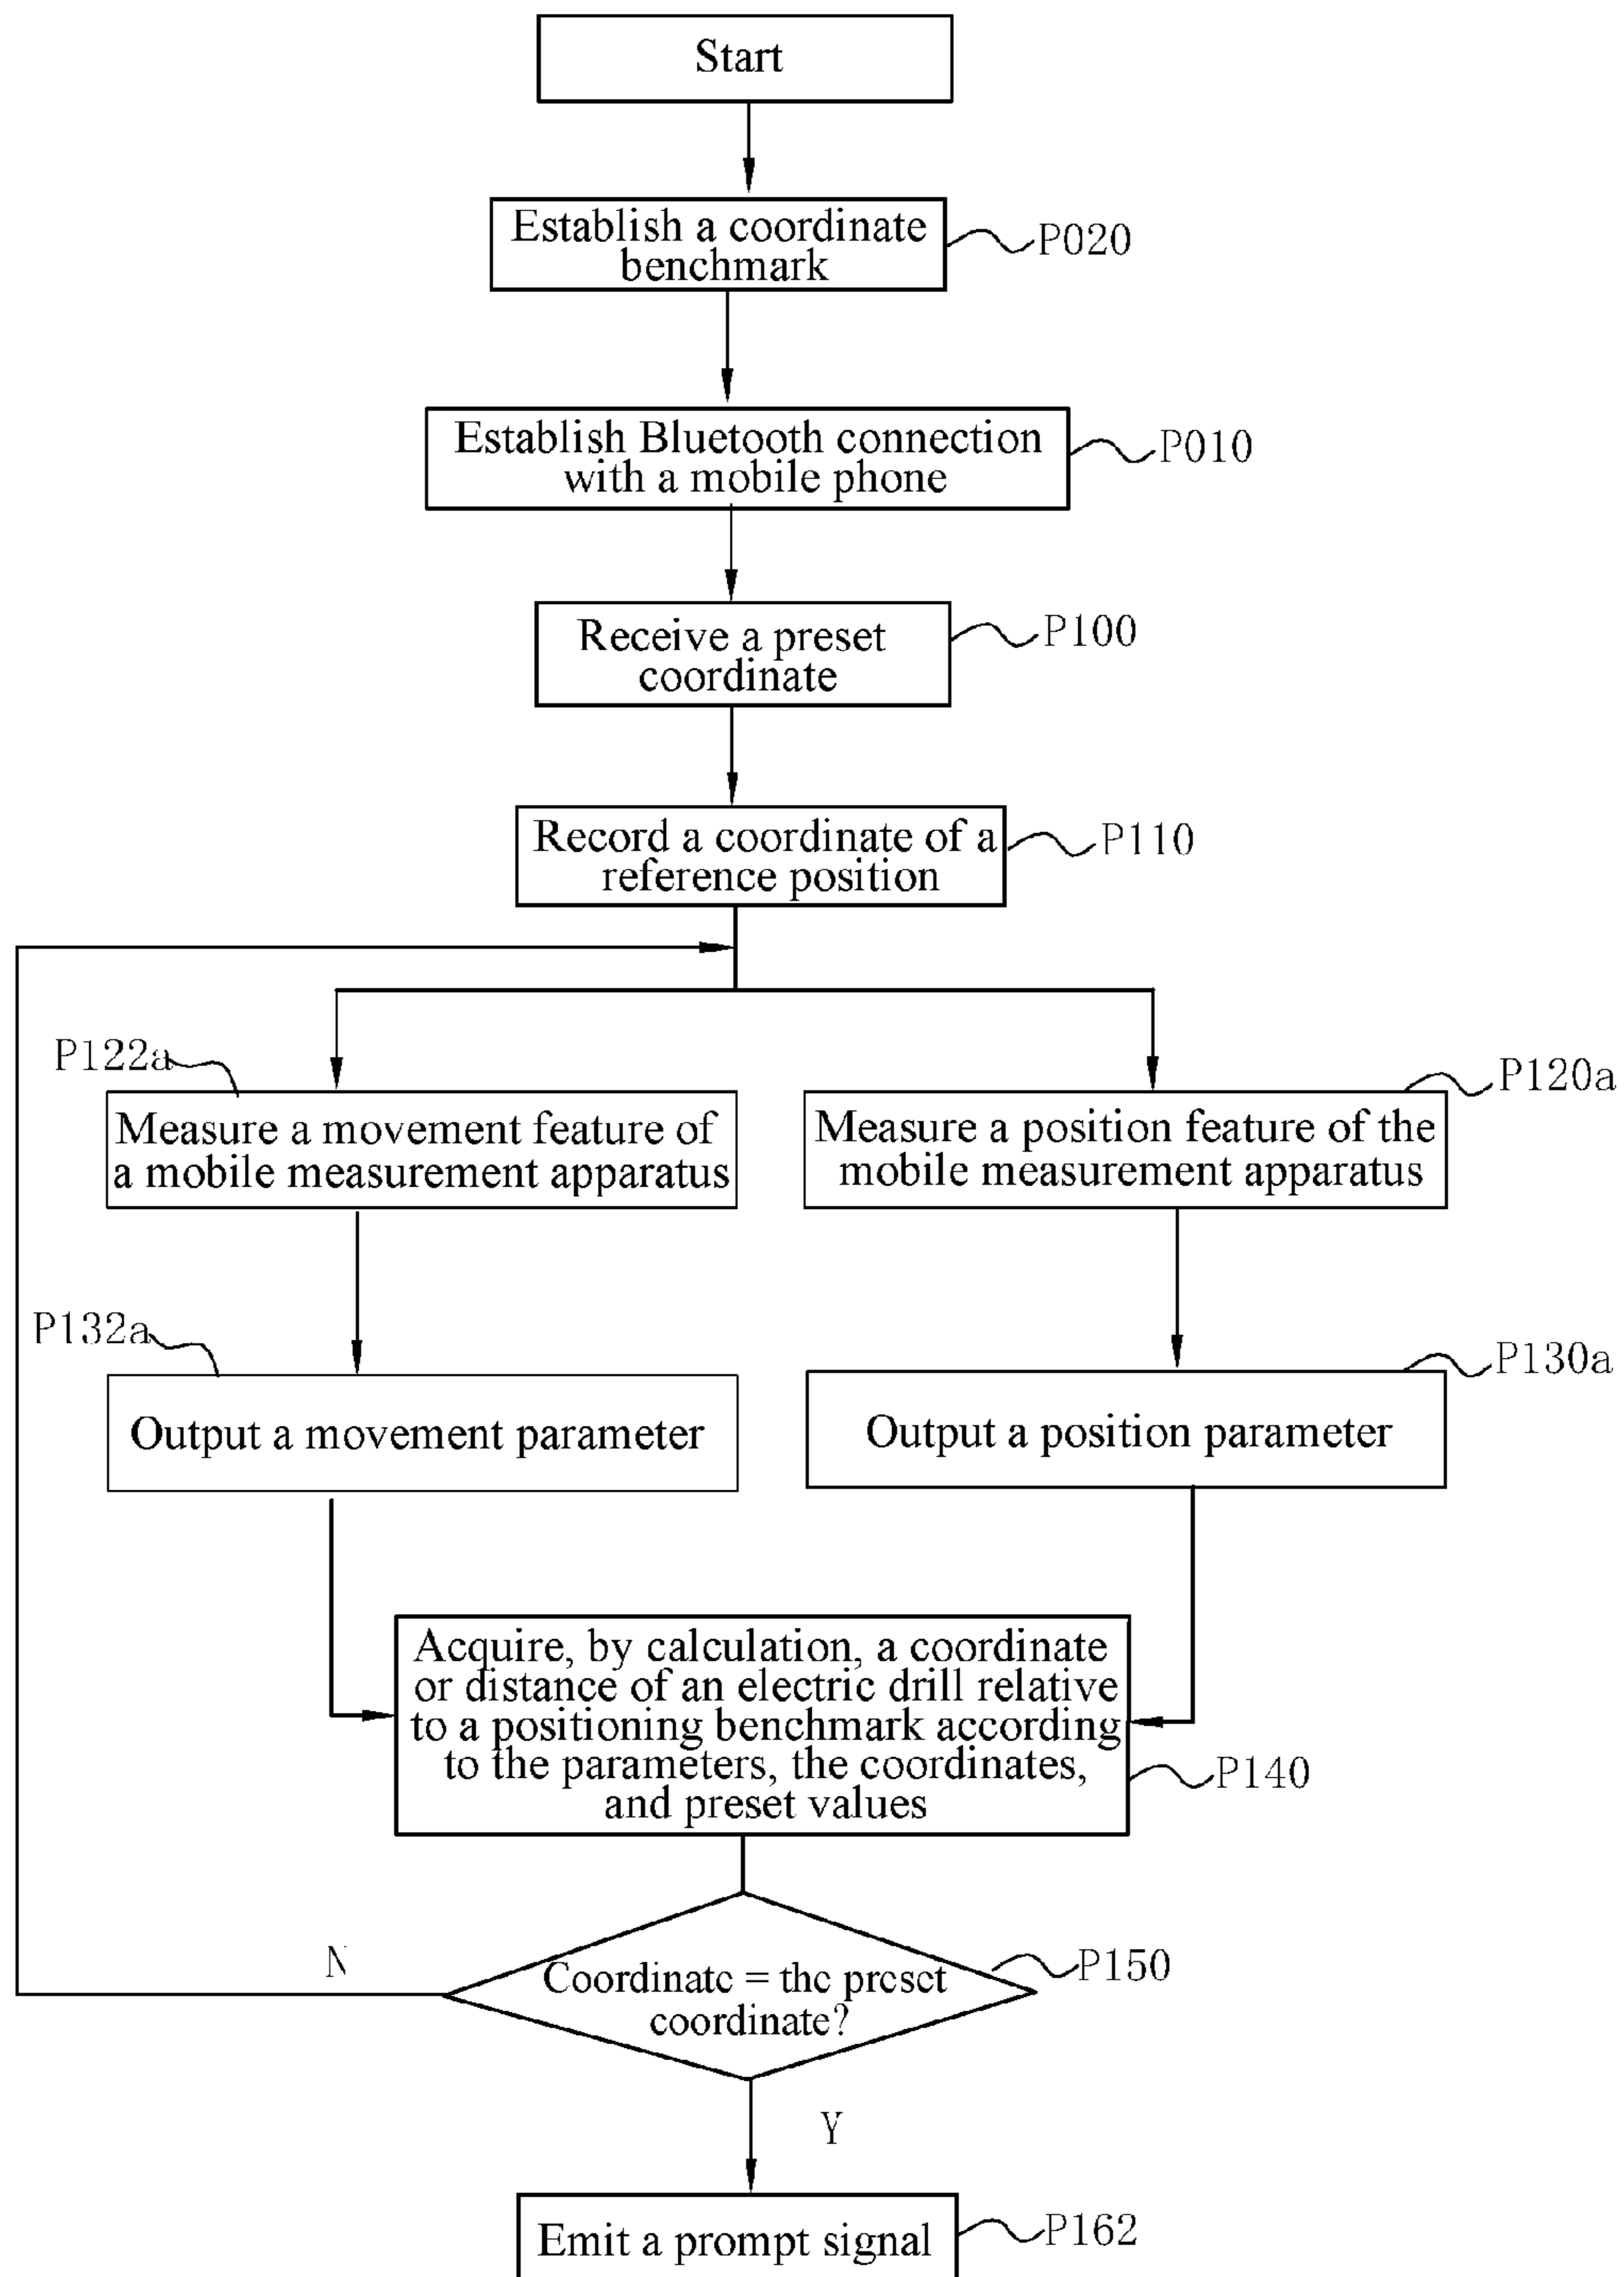 Start
Establish a coordinate
benchmark
P020
Establish Bluetooth connection
with a mobile phone
P010
Receive a preset
coordinate
P100
Record a coordinate of a
reference position
P110
P122a
Measure a movement feature of
a mobile measurement apparatus
P120a
Measure a position feature of the
mobile measurement apparatus
P132a
Output a movement parameter
P130a
Output a position parameter
Acquire, by calculation, a coordinate
or distance of an electric drill relative
to a positioning benchmark according
to the parameters, the coordinates,
and preset values
P140
N
Coordinate = the preset
coordinate?
P150
Y
Emit a prompt signal
P162